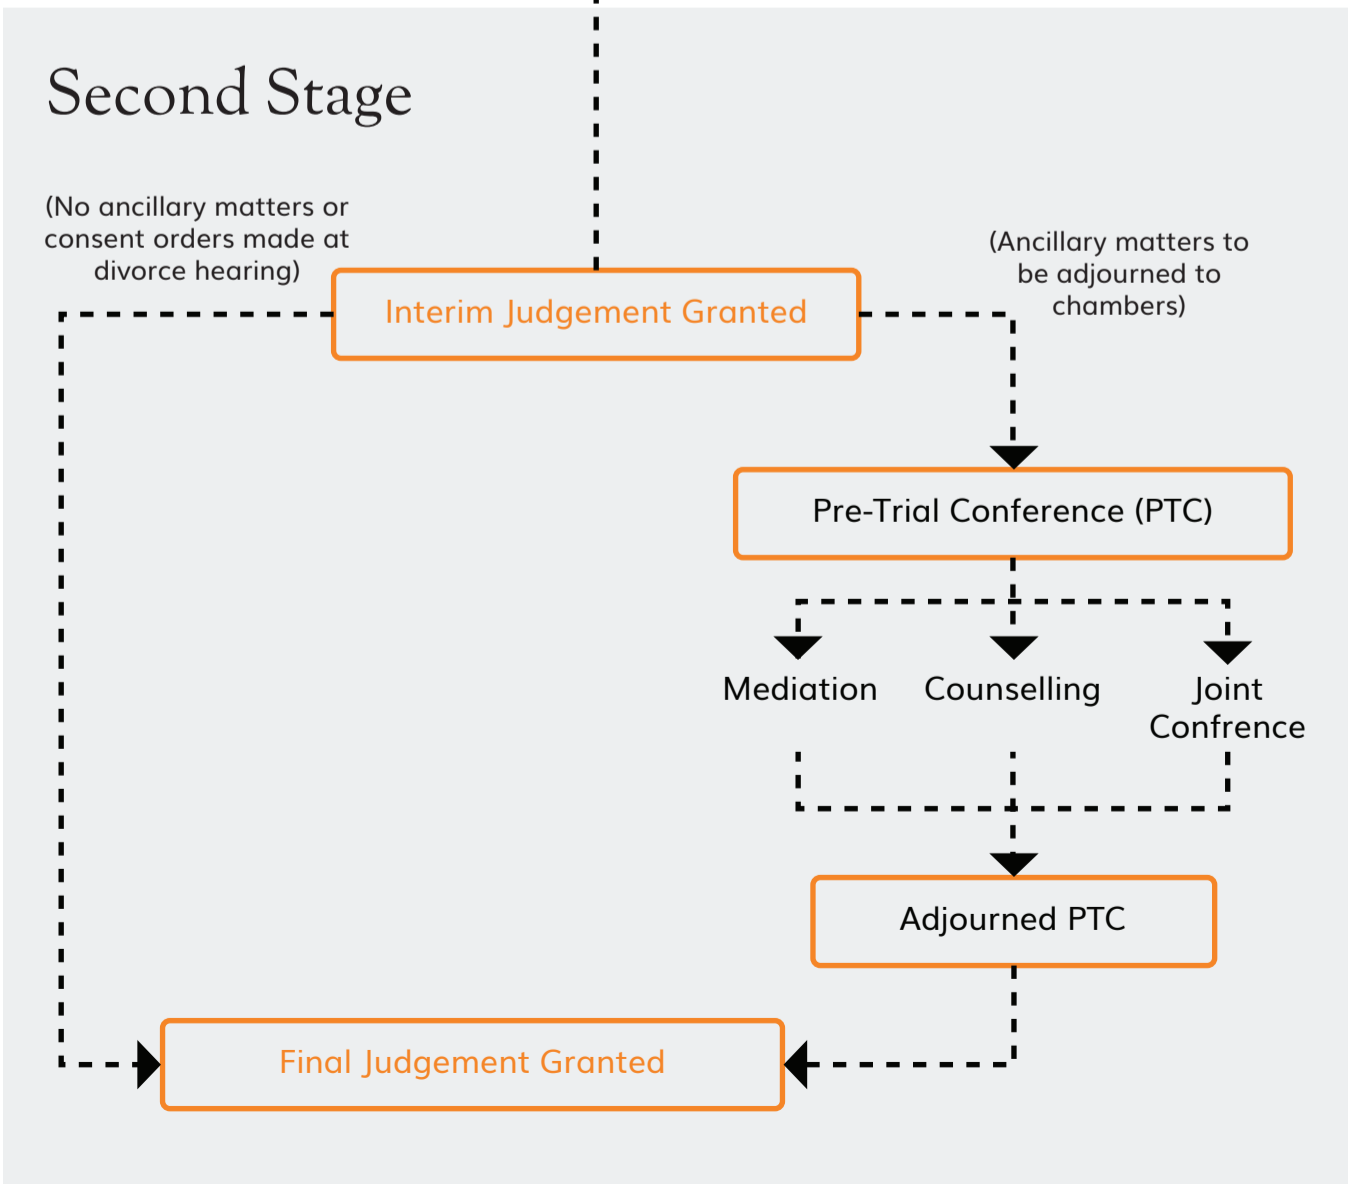 Second Stage
(No ancillary matters or
consent orders made at
divorce hearing)
(Ancillary matters to
be adjourned to
chambers)
Interim Judgement Granted
Pre-Trial Conference (PTC)
Mediation
Counselling
Joint
Confrence
Adjourned PTC
Final Judgement Granted